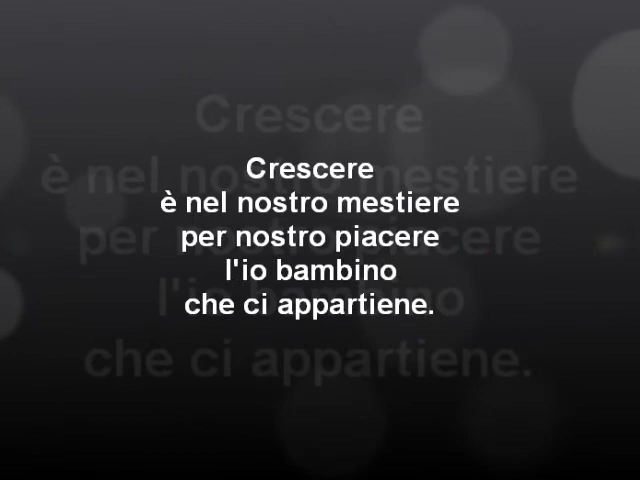 Crescere
è nel nostro mestiere
per nostro piacere
l'io bambino
che ci appartiene.